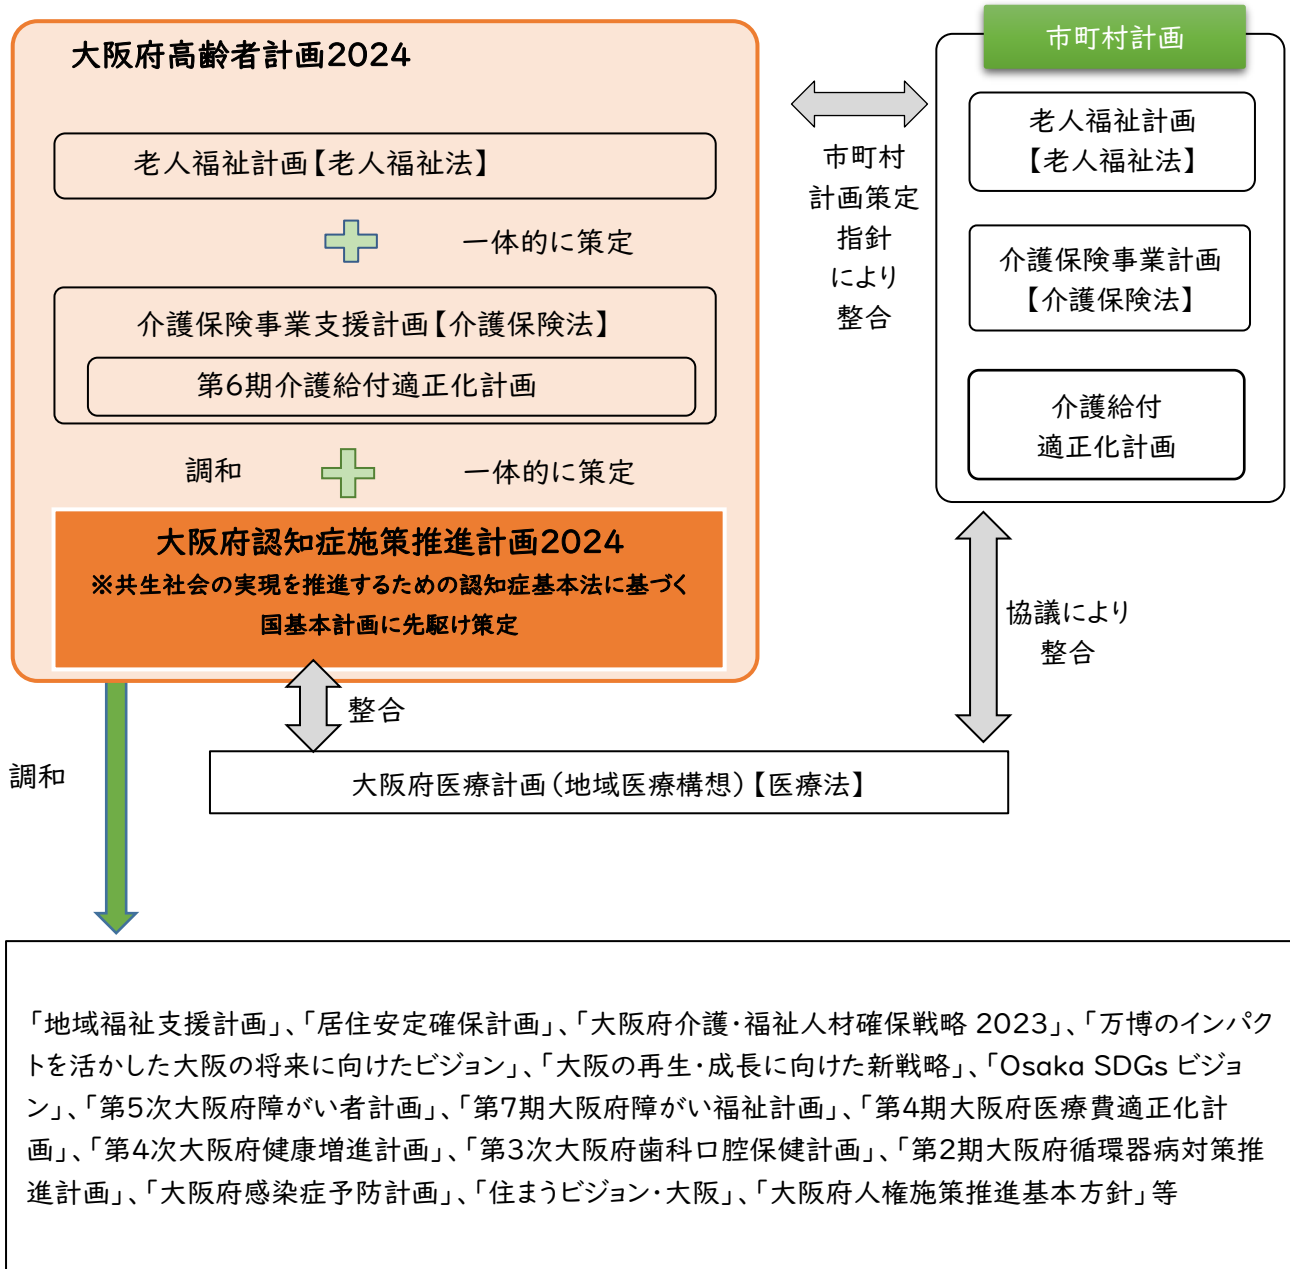 大阪府高齢者計画2024
老人福祉計画【老人福祉法】
一体的に策定
介護保険事業支援計画【介護保険法】
第6期介護給付適正化計画
調和
一体的に策定
大阪府認知症施策推進計画2024
※共生社会の実現を推進するための認知症基本法に基づく
国基本計画に先駆け策定
市町村
計画策定
指針
により
整合
市町村計画
老人福祉計画
【老人福祉法】
介護保険事業計画
【介護保険法】
介護給付
適正化計画
協議により
整合
整合
調和
大阪府医療計画（地域医療構想）【医療法】
「地域福祉支援計画」、「居住安定確保計画」、「大阪府介護・福祉人材確保戦略 2023」、「万博のインパク
トを活かした大阪の将来に向けたビジョン」、「大阪の再生・成長に向けた新戦略」、「Osaka SDGs ビジョ
ン」、「第5次大阪府障がい者計画」、「第7期大阪府障がい福祉計画」、「第4期大阪府医療費適正化計
画」、「第4次大阪府健康増進計画」、「第3次大阪府歯科口腔保健計画」、「第2期大阪府循環器病対策推
進計画」、「大阪府感染症予防計画」、「住まうビジョン・大阪」、「大阪府人権施策推進基本方針」等